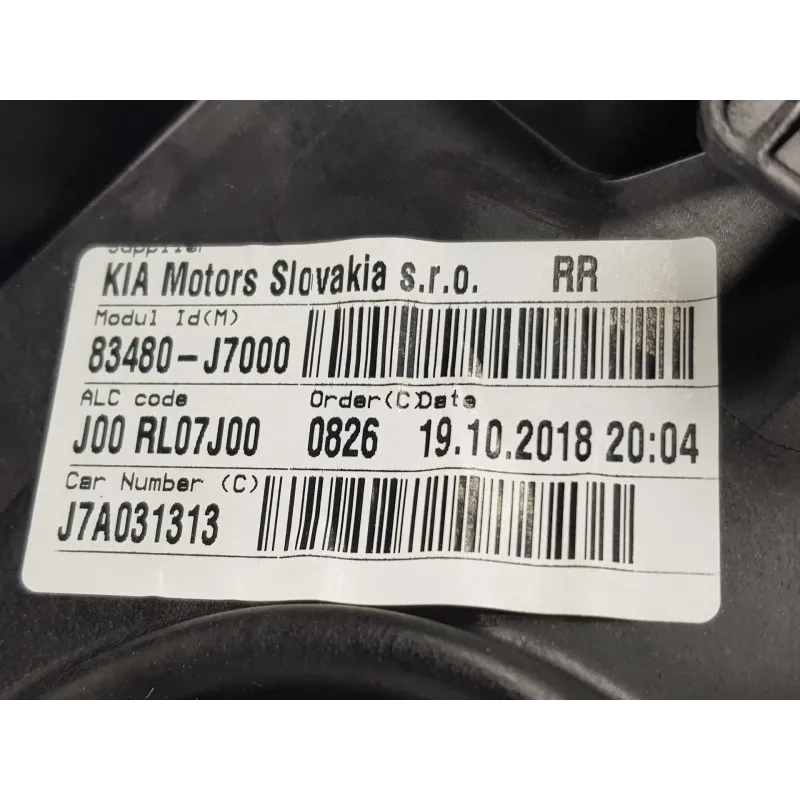 Supplier
KIA Motors Slovakia s.r.o. RR
Modul Id(M)
83480-J7000
ALC code Order(C)Date
J00 RL07J00 0826 19.10.2018 20:04
Car Number (C)
J7A031313